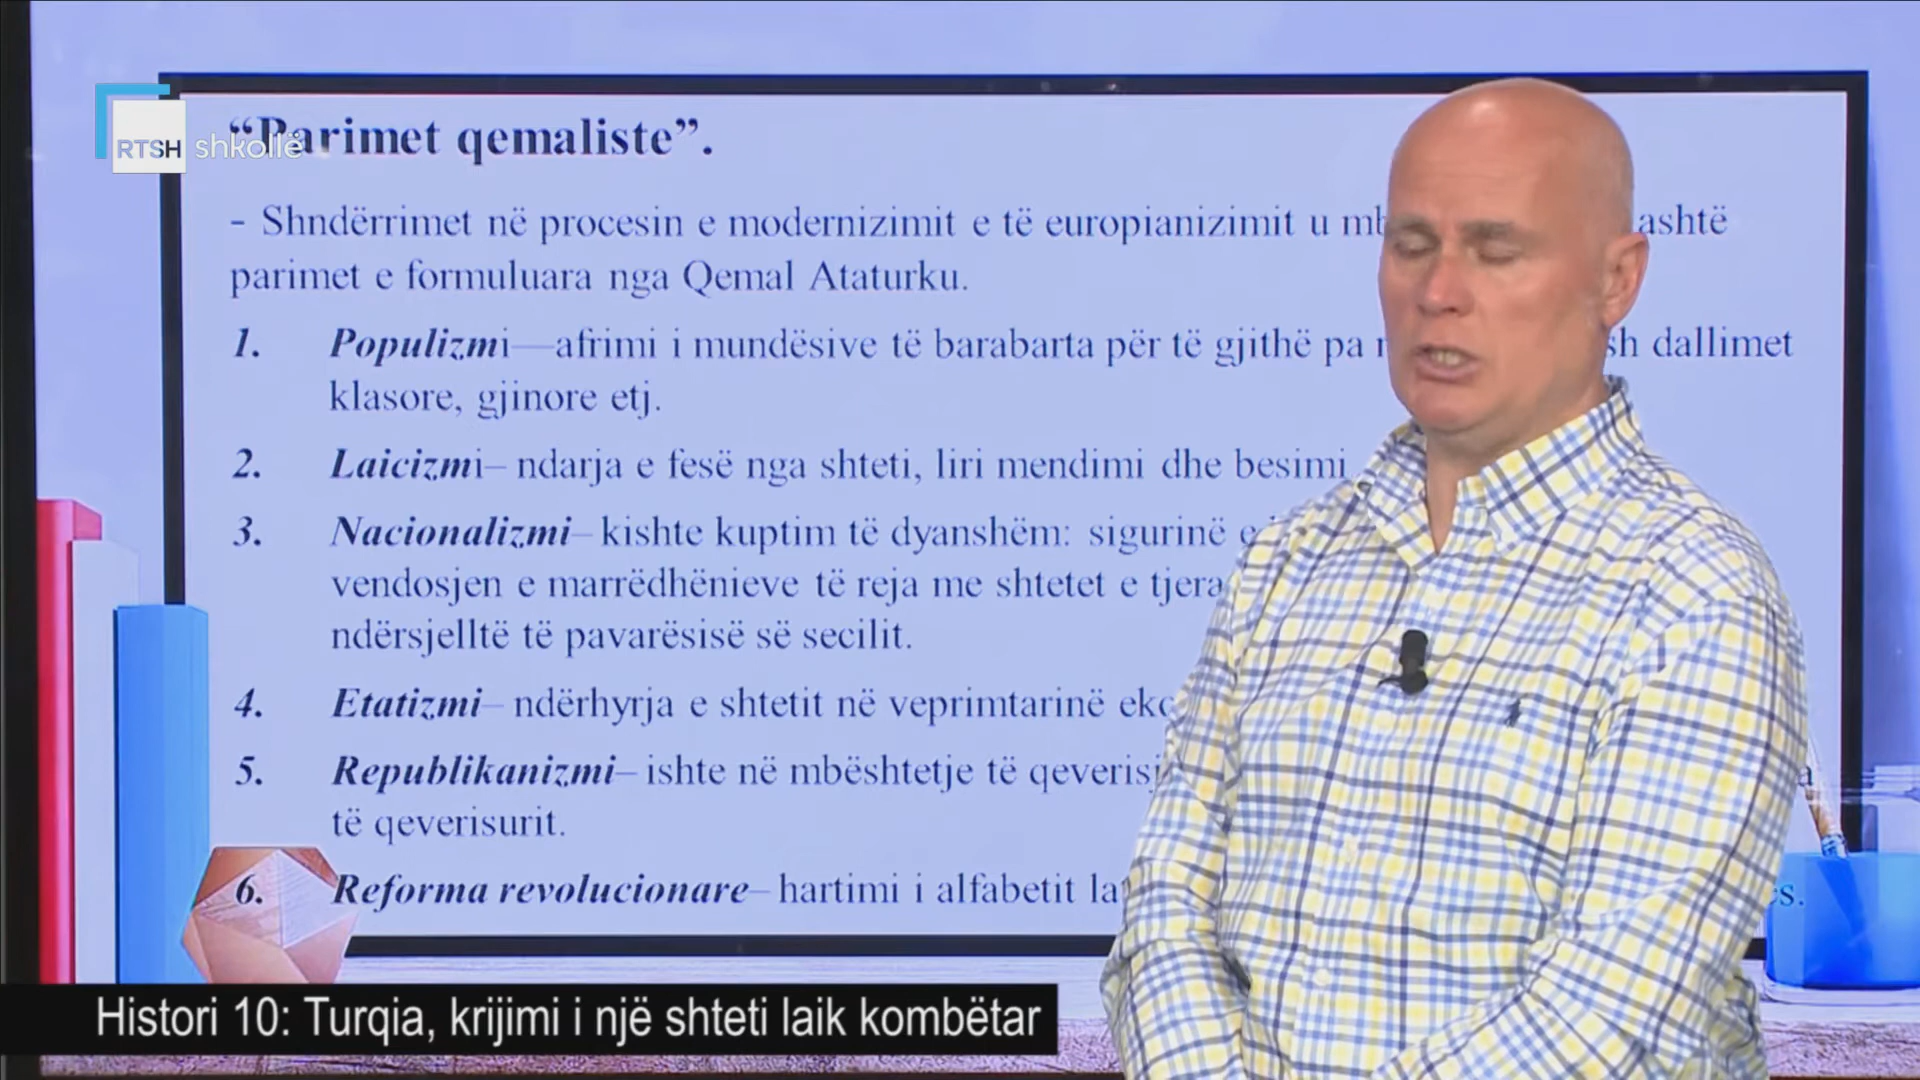 RTSH shkollë
“Parimet qemaliste”.
- Shndërrimet në procesin e modernizimit e të europianizimit u
parimet e formuluara nga Qemal Ataturku.
1. Populizmi—afrimi i mundësive të barabarta për të gjithë pa dallimet
klasore, gjinore etj.
2. Laicizmi– ndarja e fesë nga shteti, liri mendimi dhe besimi
3. Nacionalizmi– kishte kuptim të dyanshëm: sigurinë
vendosjen e marrëdhënieve të reja me shtetet e tjera
ndërsjelltë të pavarësisë së secilit.
4. Etatizmi– ndërhyrja e shtetit në veprimtarinë
5. Republikanizmi– ishte në mbështetje të
të qeverisurit.
6. Reforma revolucionare– hartimi i alfabetit
Histori 10: Turqia, krijimi i një shteti laik kombëtar